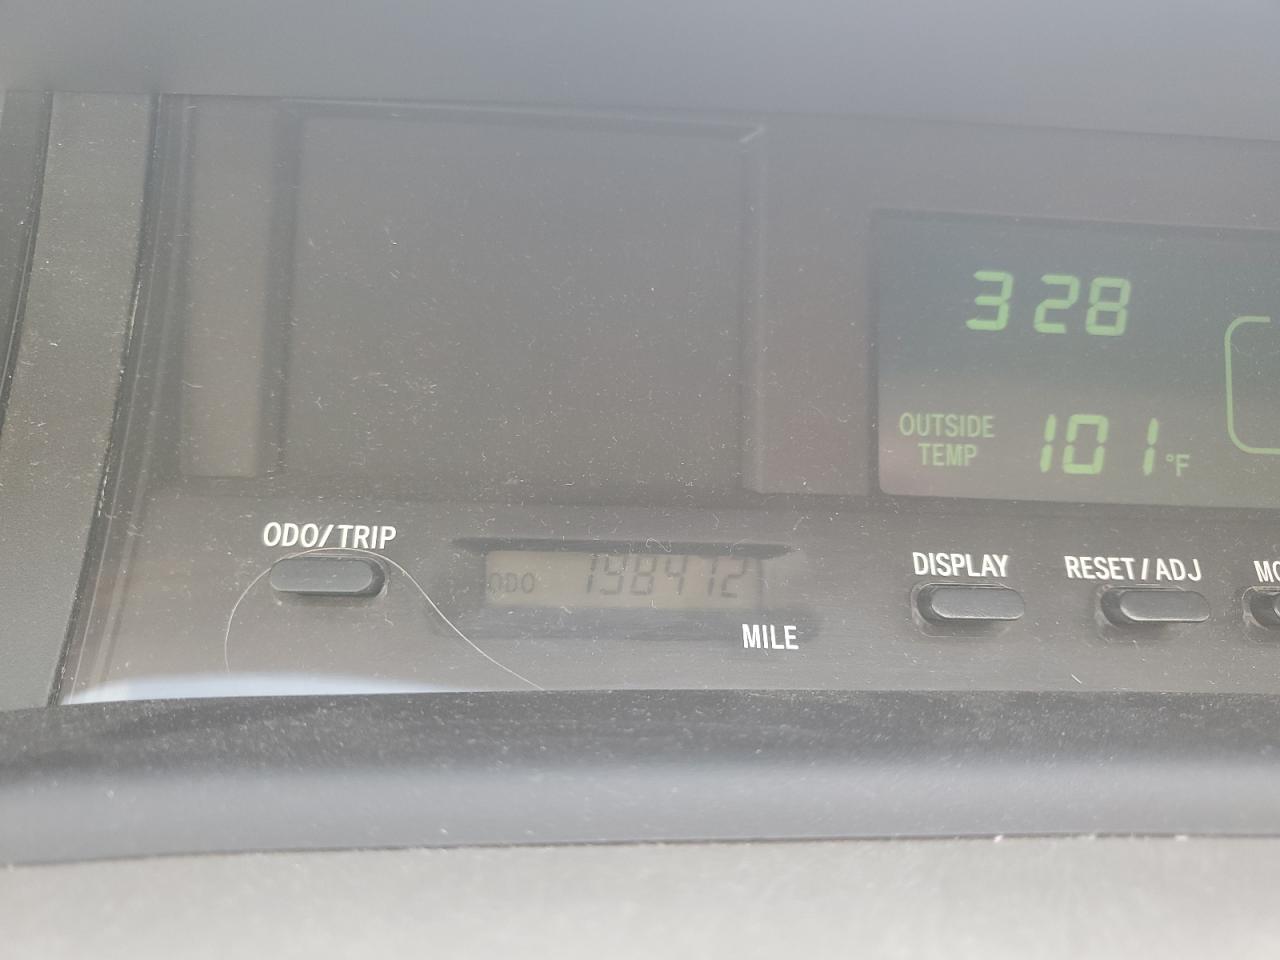 3 28
OUTSIDE TEMP 101 °F
ODO/TRIP
ODO 198412
MILE
DISPLAY
RESET/ADJ